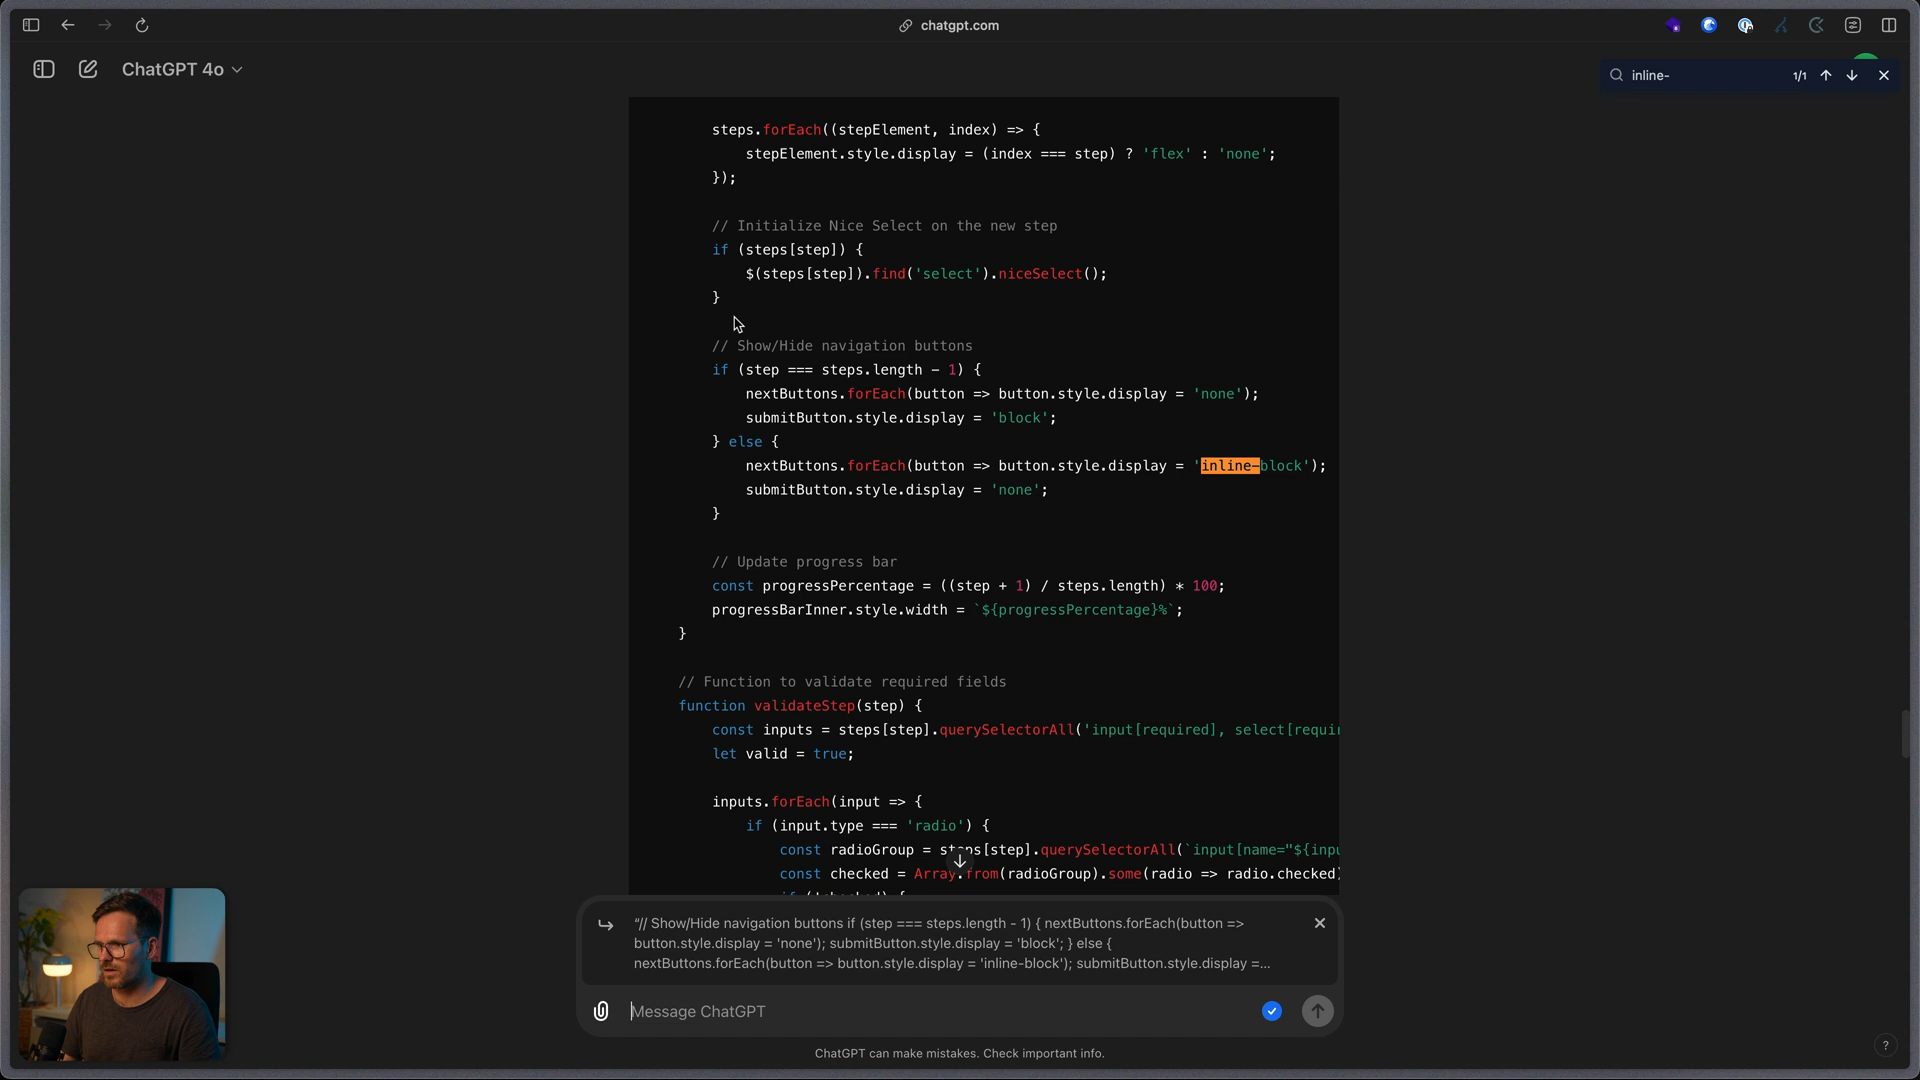 chatgpt.com
ChatGPT 4o
inline-
1/1
steps.forEach((stepElement, index) => {
    stepElement.style.display = (index === step) ? 'flex' : 'none';
});
// Initialize Nice Select on the new step
if (steps[step]) {
    $(steps[step]).find('select').niceSelect();
}
// Show/Hide navigation buttons
if (step === steps.length - 1) {
    nextButtons.forEach(button => button.style.display = 'none');
    submitButton.style.display = 'block';
} else {
    nextButtons.forEach(button => button.style.display = 'inline-block');
    submitButton.style.display = 'none';
}
// Update progress bar
const progressPercentage = ((step + 1) / steps.length) * 100;
progressBarInner.style.width = `${progressPercentage}%`;
}
// Function to validate required fields
function validateStep(step) {
    const inputs = steps[step].querySelectorAll('input[required], select[requir
    let valid = true;
    inputs.forEach(input => {
        if (input.type === 'radio') {
            const radioGroup = steps[step].querySelectorAll(`input[name="${inpu
            const checked = Array.from(radioGroup).some(radio => radio.checked)
“// Show/Hide navigation buttons if (step === steps.length - 1) { nextButtons.forEach(button =>
button.style.display = 'none'); submitButton.style.display = 'block'; } else {
nextButtons.forEach(button => button.style.display = 'inline-block'); submitButton.style.display =...
Message ChatGPT
ChatGPT can make mistakes. Check important info.
?